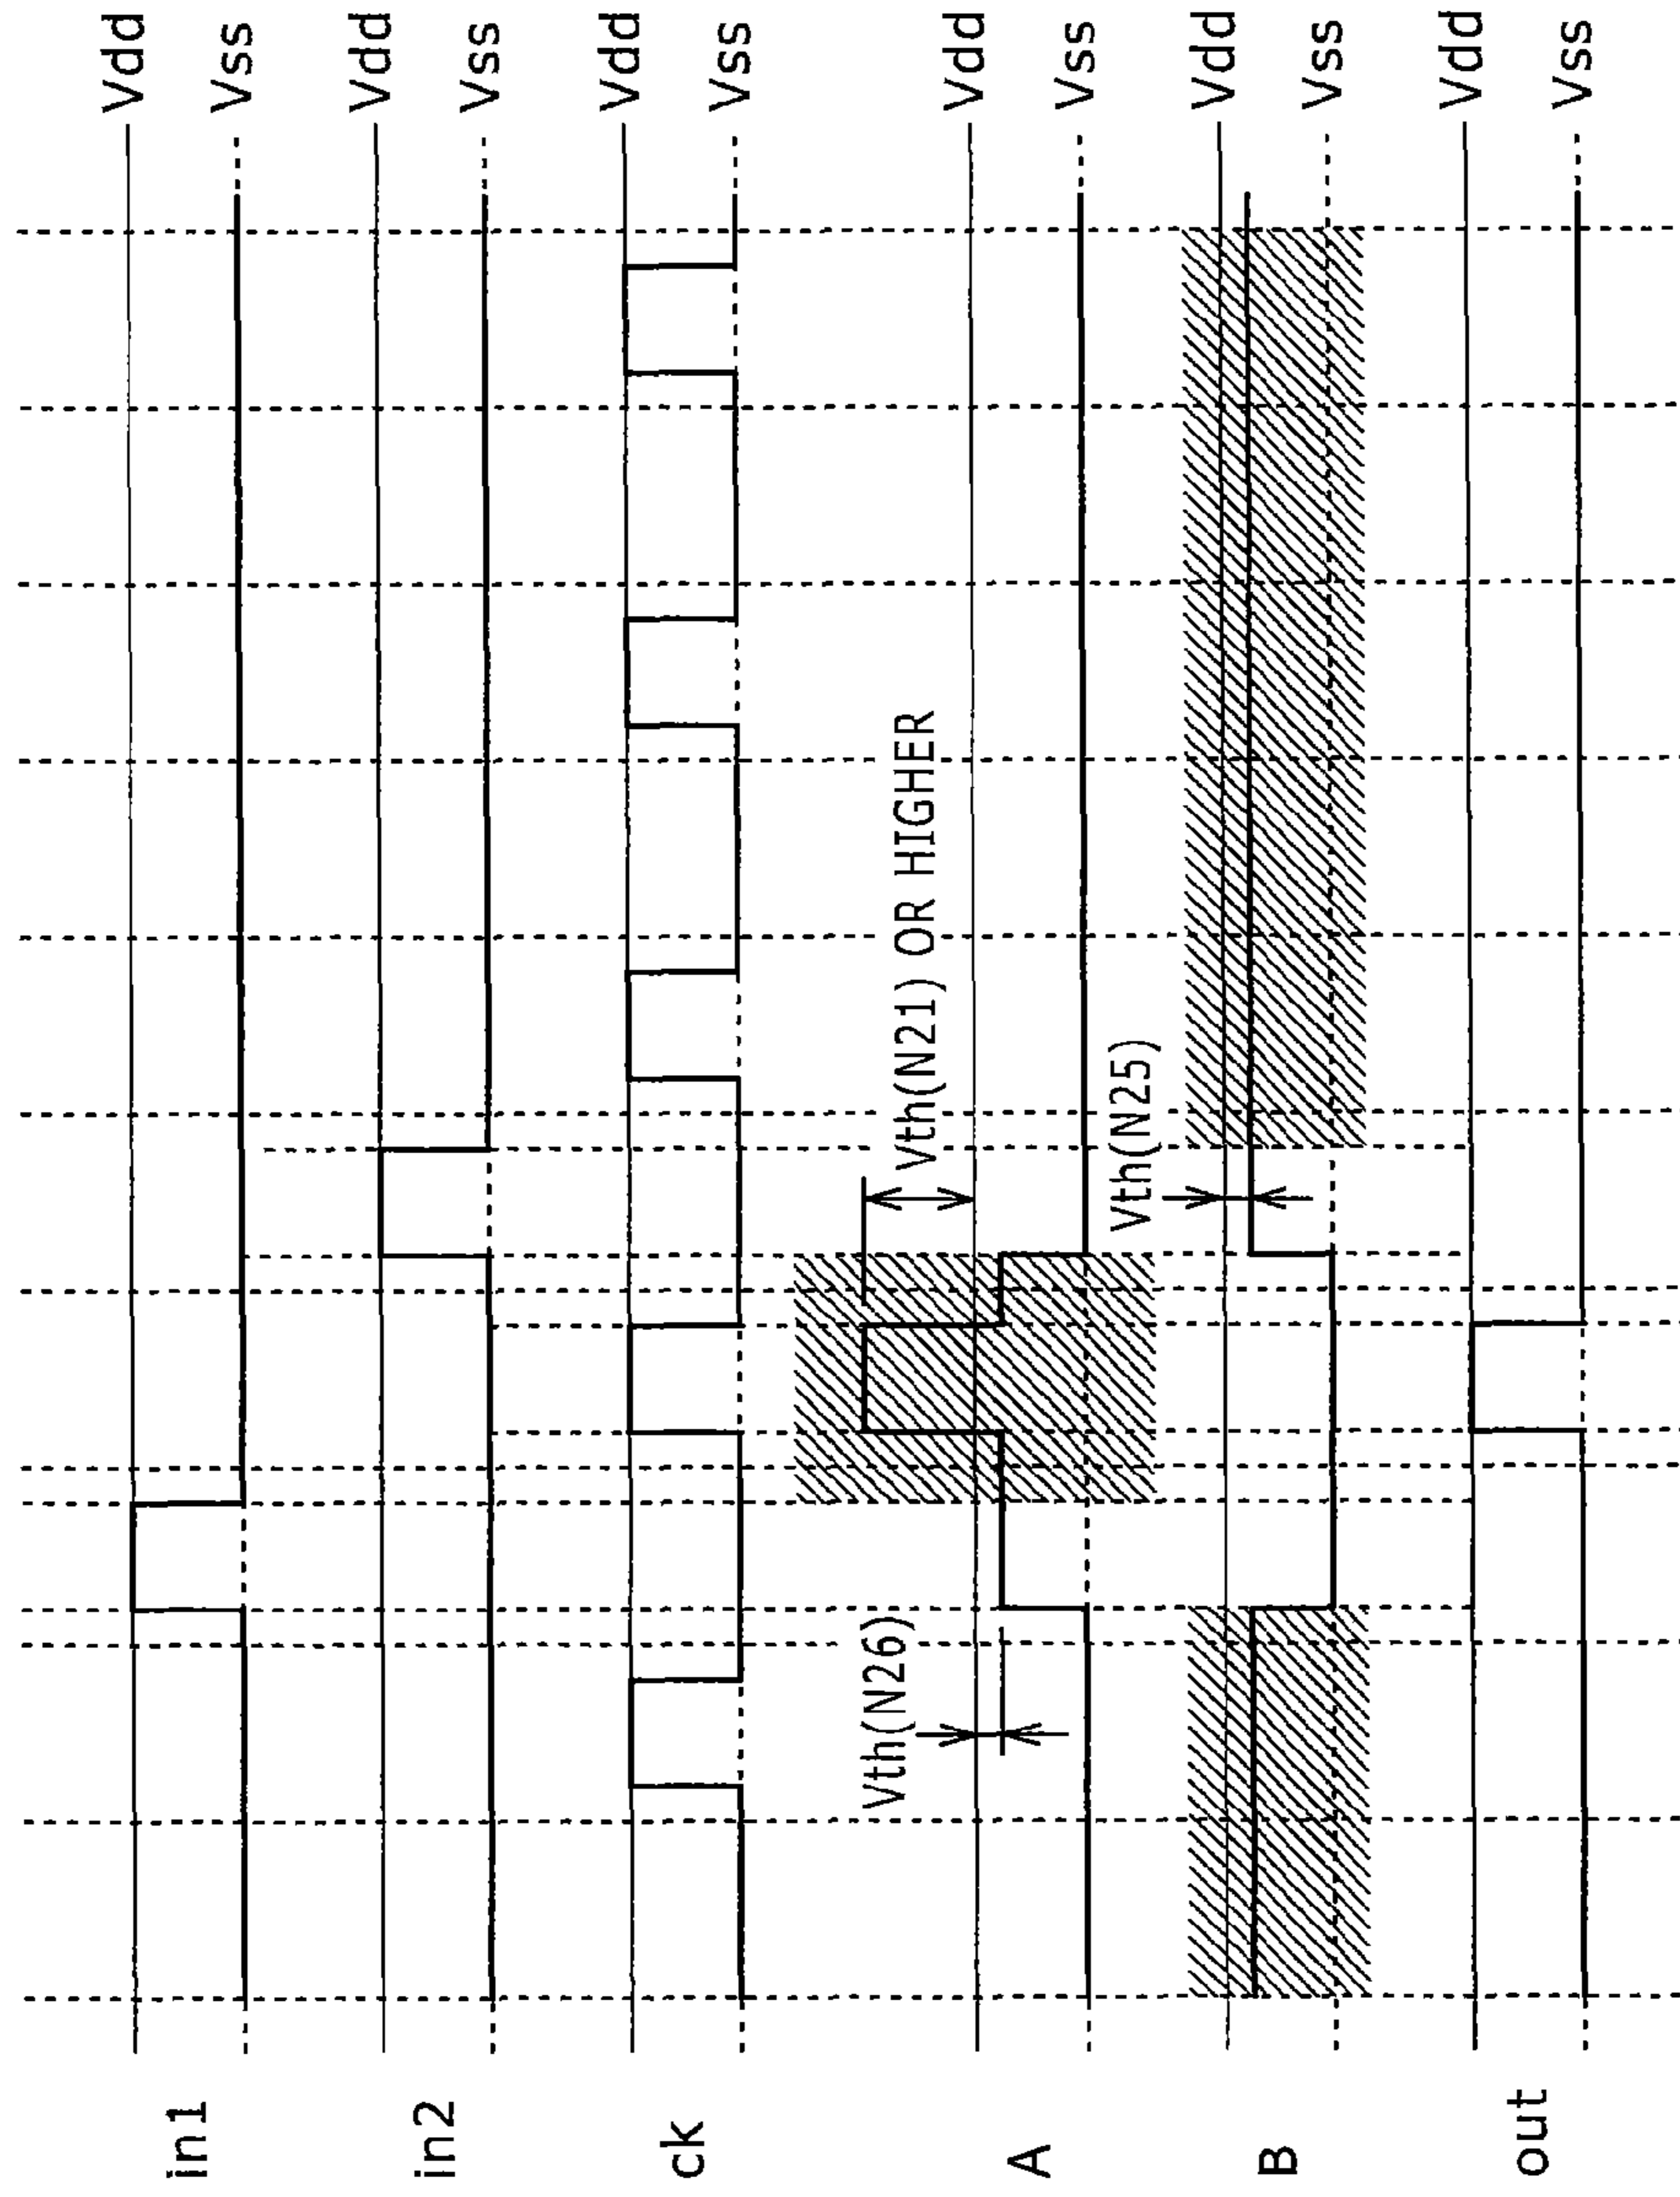 in1
Vdd
Vss
in2
Vdd
Vss
ck
Vdd
Vss
Vth(N26)
Vth(N21) OR HIGHER
A
Vdd
Vss
Vth(N25)
B
Vdd
Vss
out
Vdd
Vss